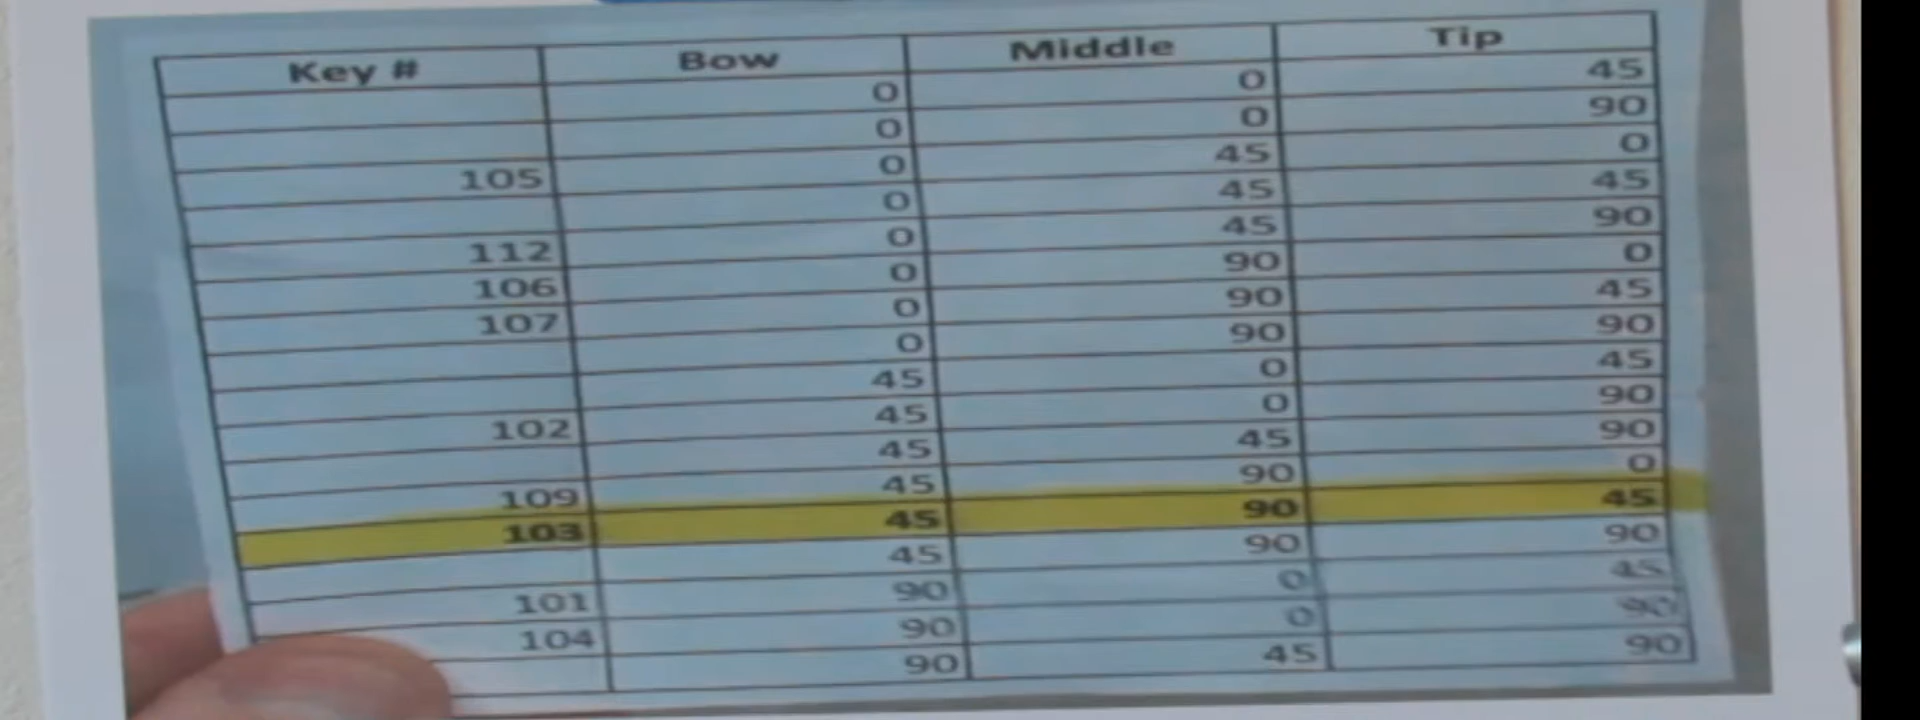 Key # Bow Middle Tip
0 0 45
0 0 90
105 0 45 0
0 45 45
112 0 45 90
106 0 90 0
107 0 90 45
0 90 90
45 0 45
102 45 0 90
45 45 90
109 45 90 0
103 45 90 45
45 90 90
101 90 0 45
104 90 0 90
90 45 90